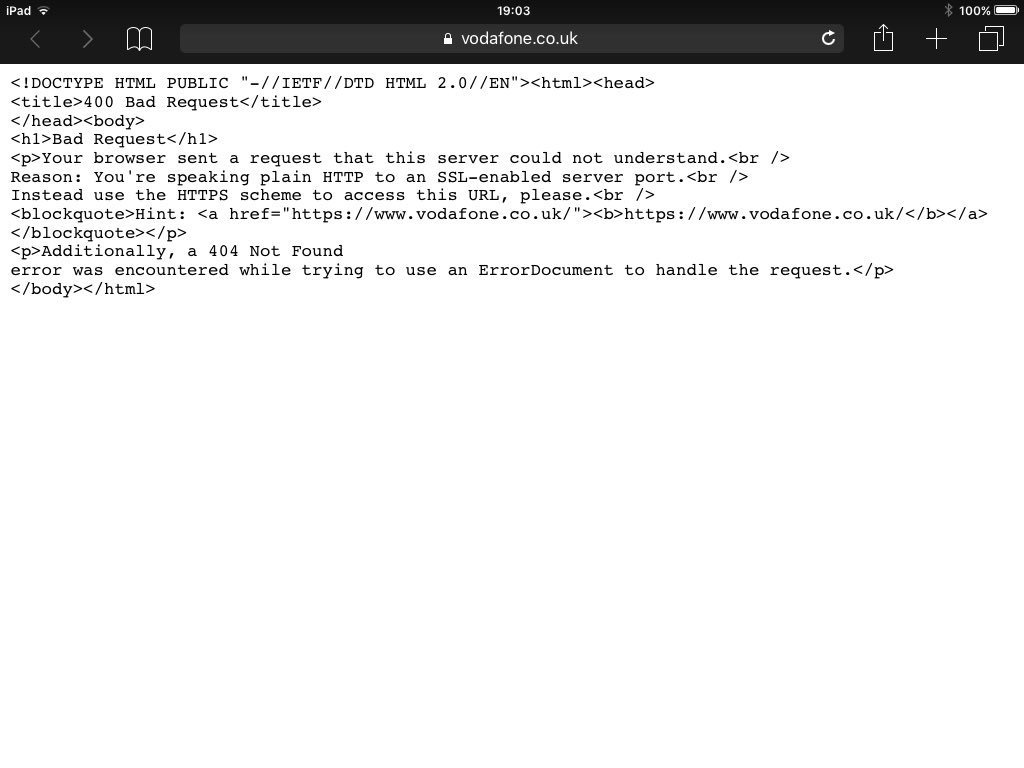 iPad 19:03 100%
vodafone.co.uk
<!DOCTYPE HTML PUBLIC "-//IETF//DTD HTML 2.0//EN"><html><head>
<title>400 Bad Request</title>
</head><body>
<h1>Bad Request</h1>
<p>Your browser sent a request that this server could not understand.<br />
Reason: You're speaking plain HTTP to an SSL-enabled server port.<br />
Instead use the HTTPS scheme to access this URL, please.<br />
<blockquote>Hint: <a href="https://www.vodafone.co.uk/"><b>https://www.vodafone.co.uk/</b></a>
</blockquote></p>
<p>Additionally, a 404 Not Found
error was encountered while trying to use an ErrorDocument to handle the request.</p>
</body></html>